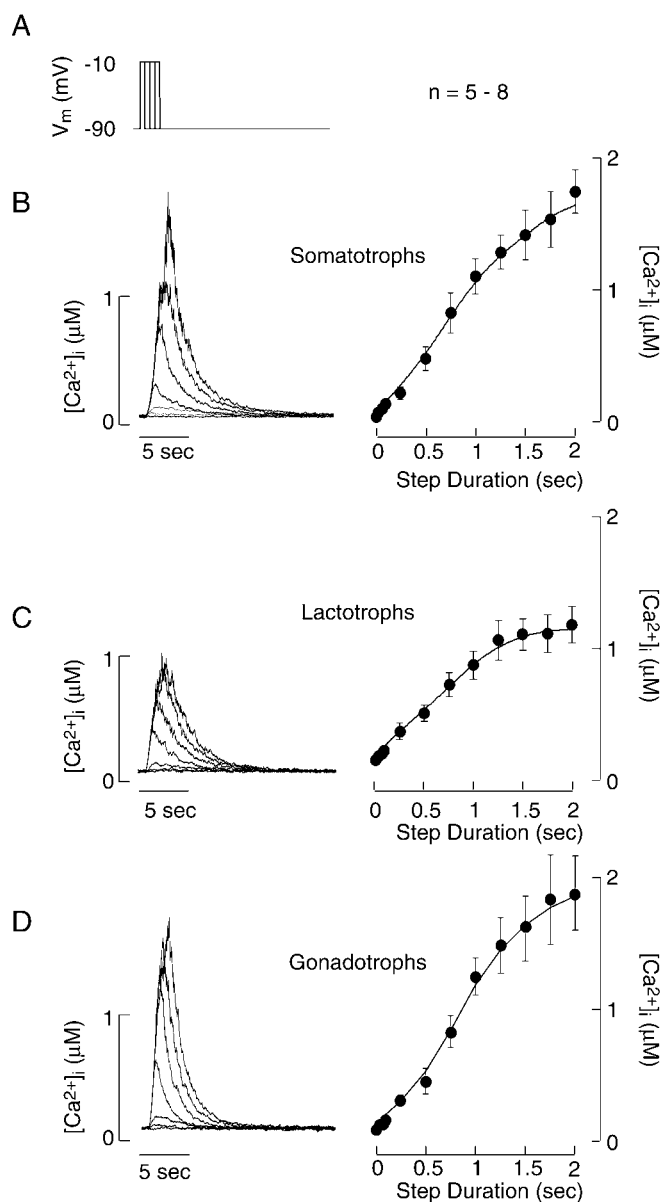 A
-10
Vm (mV)
-90
n = 5 - 8
B
Somatotrophs
1
[Ca2+]i (μM)
0
5 sec
2
1
0
[Ca2+]i (μM)
0 0.5 1 1.5 2
Step Duration (sec)
C
Lactotrophs
1
[Ca2+]i (μM)
0
5 sec
2
1
0
[Ca2+]i (μM)
0 0.5 1 1.5 2
Step Duration (sec)
D
Gonadotrophs
1
[Ca2+]i (μM)
0
5 sec
2
1
0
[Ca2+]i (μM)
0 0.5 1 1.5 2
Step Duration (sec)